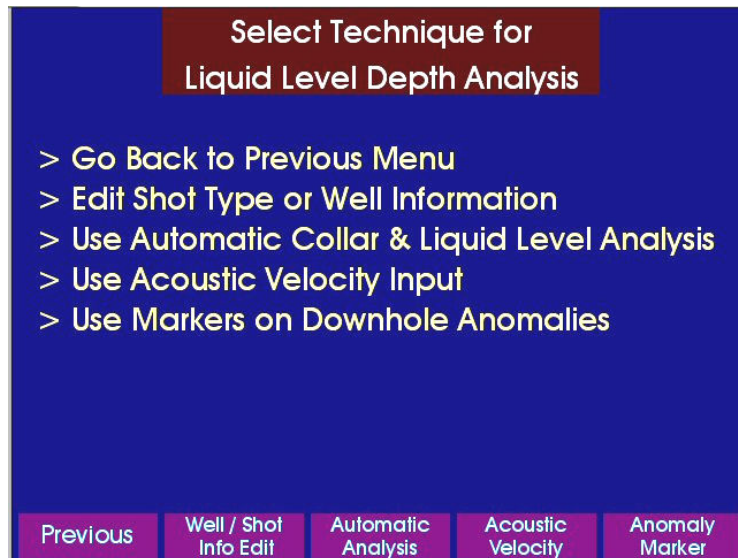 Select Technique for
Liquid Level Depth Analysis
> Go Back to Previous Menu
> Edit Shot Type or Well Information
> Use Automatic Collar & Liquid Level Analysis
> Use Acoustic Velocity Input
> Use Markers on Downhole Anomalies
Previous
Well / Shot
Info Edit
Automatic
Analysis
Acoustic
Velocity
Anomaly
Marker